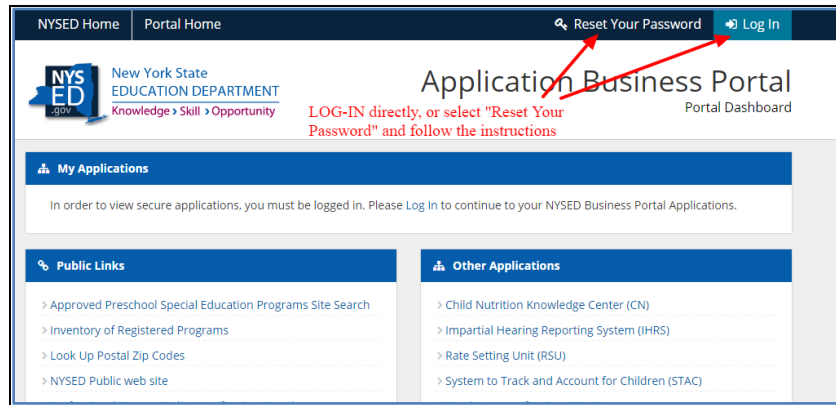 NYSED Home Portal Home Reset Your Password Log In
NYS
ED
.gov
New York State
EDUCATION DEPARTMENT
Knowledge > Skill > Opportunity
Application Business Portal
Portal Dashboard
LOG-IN directly, or select "Reset Your
Password" and follow the instructions
My Applications
In order to view secure applications, you must be logged in. Please Log In to continue to your NYSED Business Portal Applications.
Public Links
> Approved Preschool Special Education Programs Site Search
> Inventory of Registered Programs
> Look Up Postal Zip Codes
> NYSED Public web site
Other Applications
> Child Nutrition Knowledge Center (CN)
> Impartial Hearing Reporting System (IHRS)
> Rate Setting Unit (RSU)
> System to Track and Account for Children (STAC)